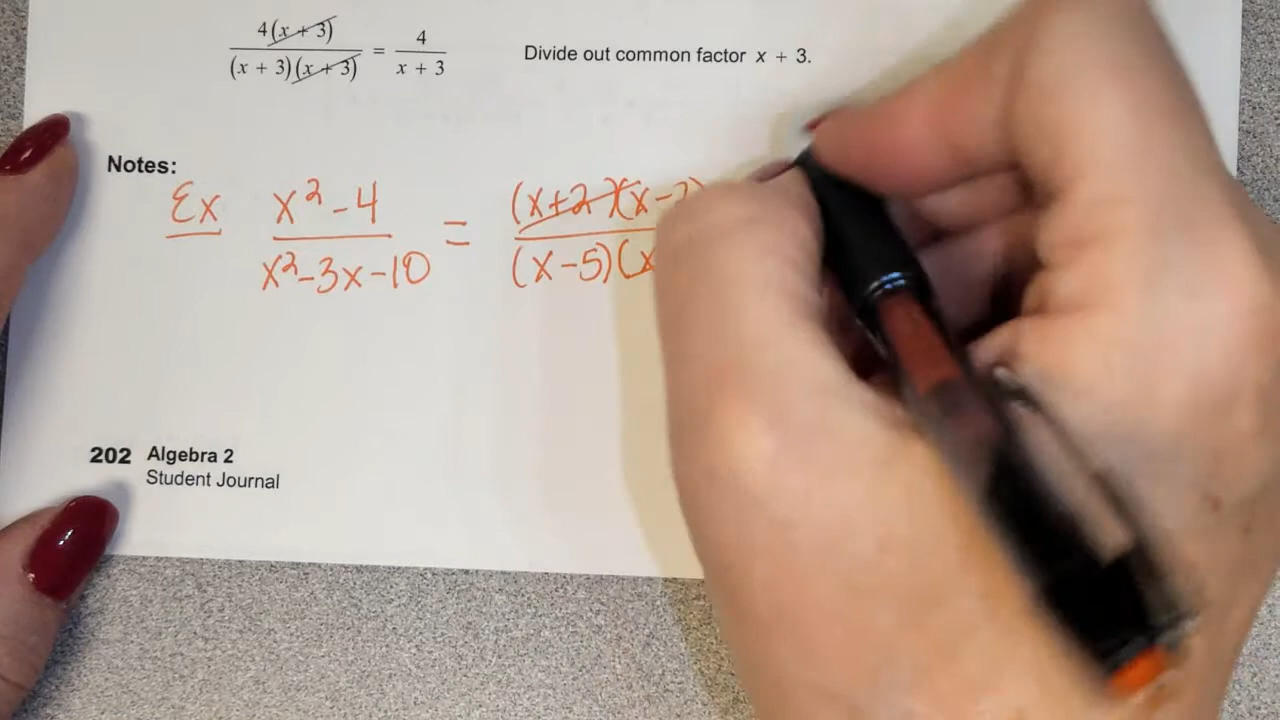 4(x + 3)
(x + 3)(x + 3) = 4
x + 3 Divide out common factor x + 3.
Notes:
Ex x²-4
x²-3x-10 = (x+2)(x-2)
(x-5)(x
202 Algebra 2
Student Journal